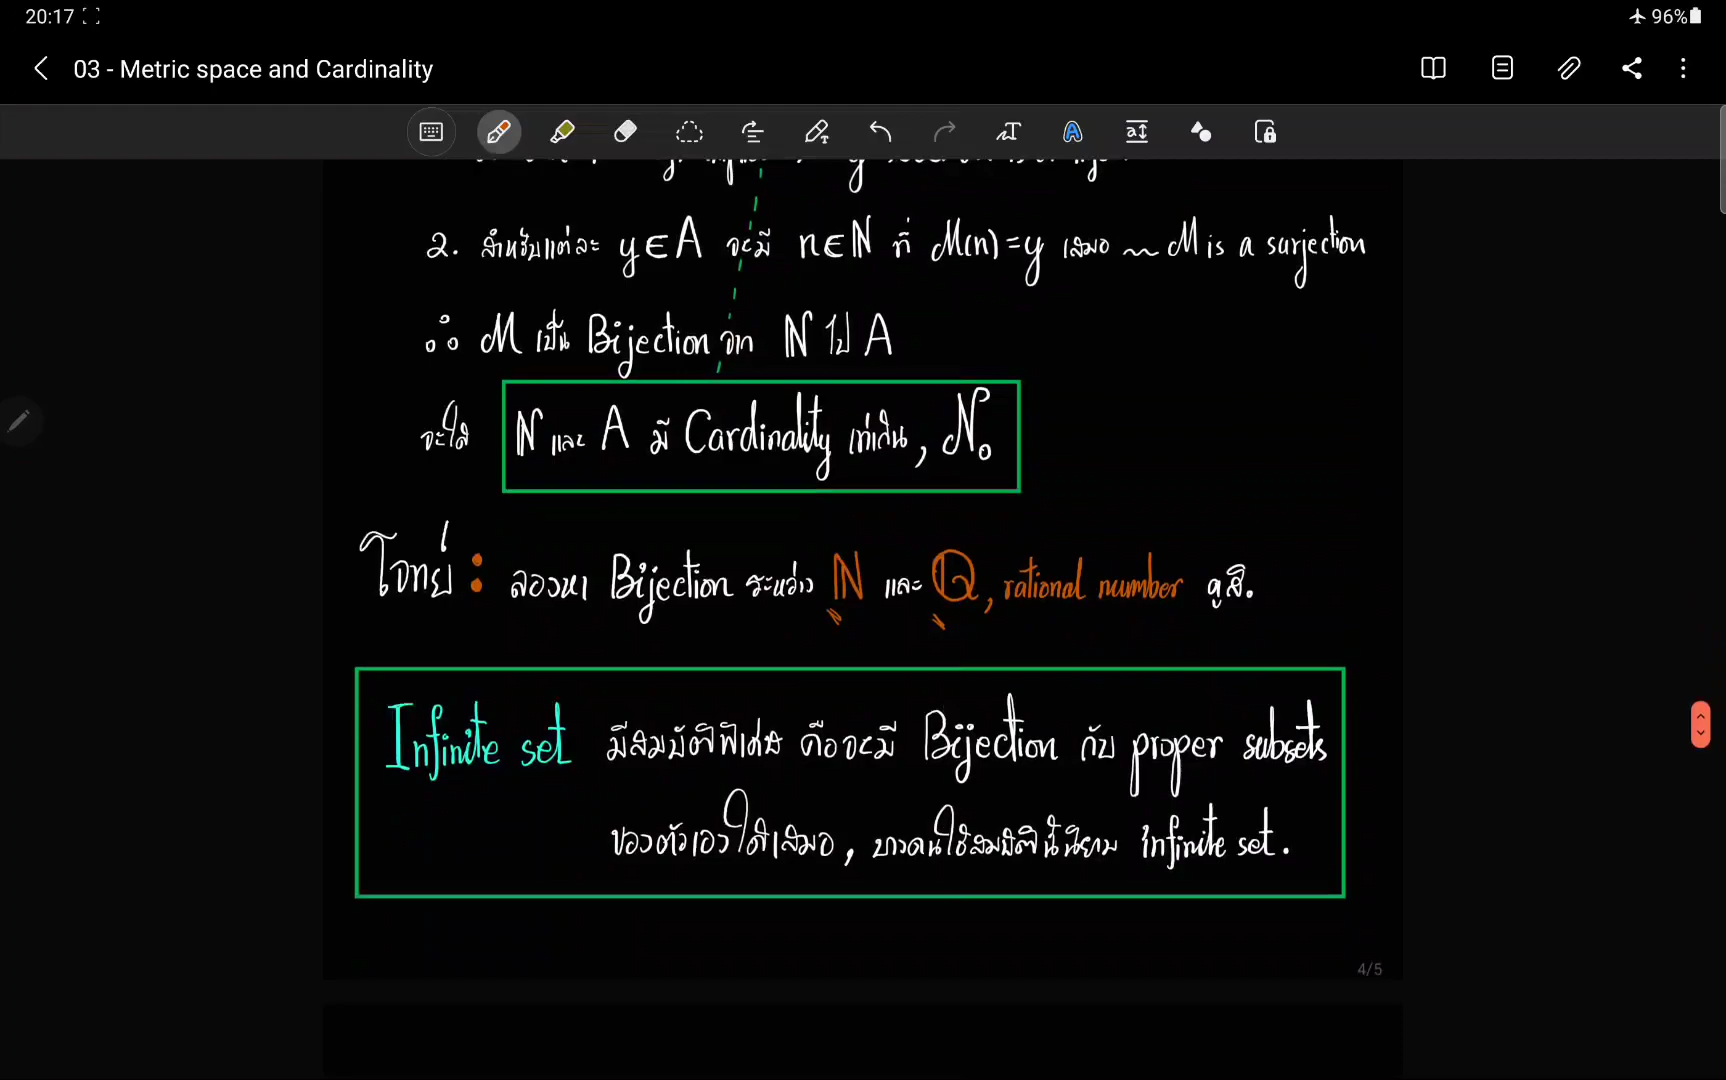 20:17
96%
03 - Metric space and Cardinality
2. สำหรับแต่ละ y∈A จะมี n∈ℕ ที่ M(n)=y เสมอ ~ M is a surjection
∴ M เป็น Bijection จาก ℕ ไป A
จะได้ ℕ และ A มี Cardinality เท่ากัน, ℵ₀
โจทย์ : ลองหา Bijection ระหว่าง ℕ และ ℚ, rational number ดูสิ.
Infinite set มีสมบัติพิเศษ คือจะมี Bijection กับ proper subsets
ของตัวเองได้เสมอ, บางคนใช้สมบัตินี้นิยาม infinite set.
4/5